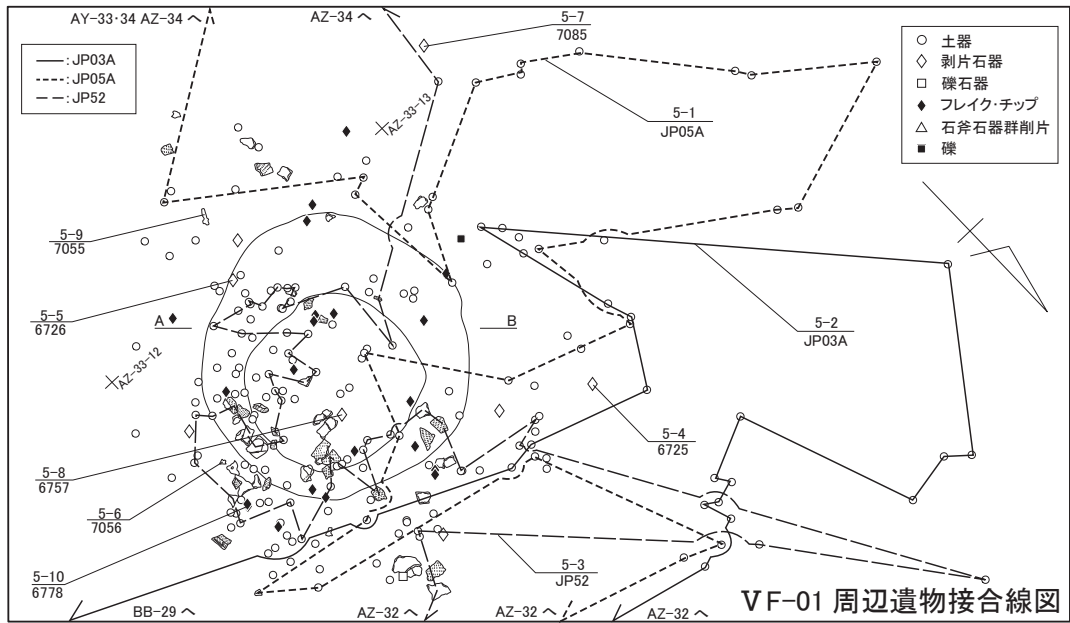 AY-33・34 AZ-34 へ
AZ-34 へ
5-7
7085
―: JP03A
---: JP05A
— —: JP52
○ 土器
◇ 剥片石器
□ 礫石器
◆ フレイク・チップ
△ 石斧石器群削片
■ 礫
AZ-33-13
5-1
JP05A
5-9
7055
5-5
6726
A
B
5-2
JP03A
AZ-33-12
5-4
6725
5-8
6757
5-6
7056
5-10
6778
5-3
JP52
BB-29 へ
AZ-32 へ
AZ-32 へ
AZ-32 へ
VF-01 周辺遺物接合線図